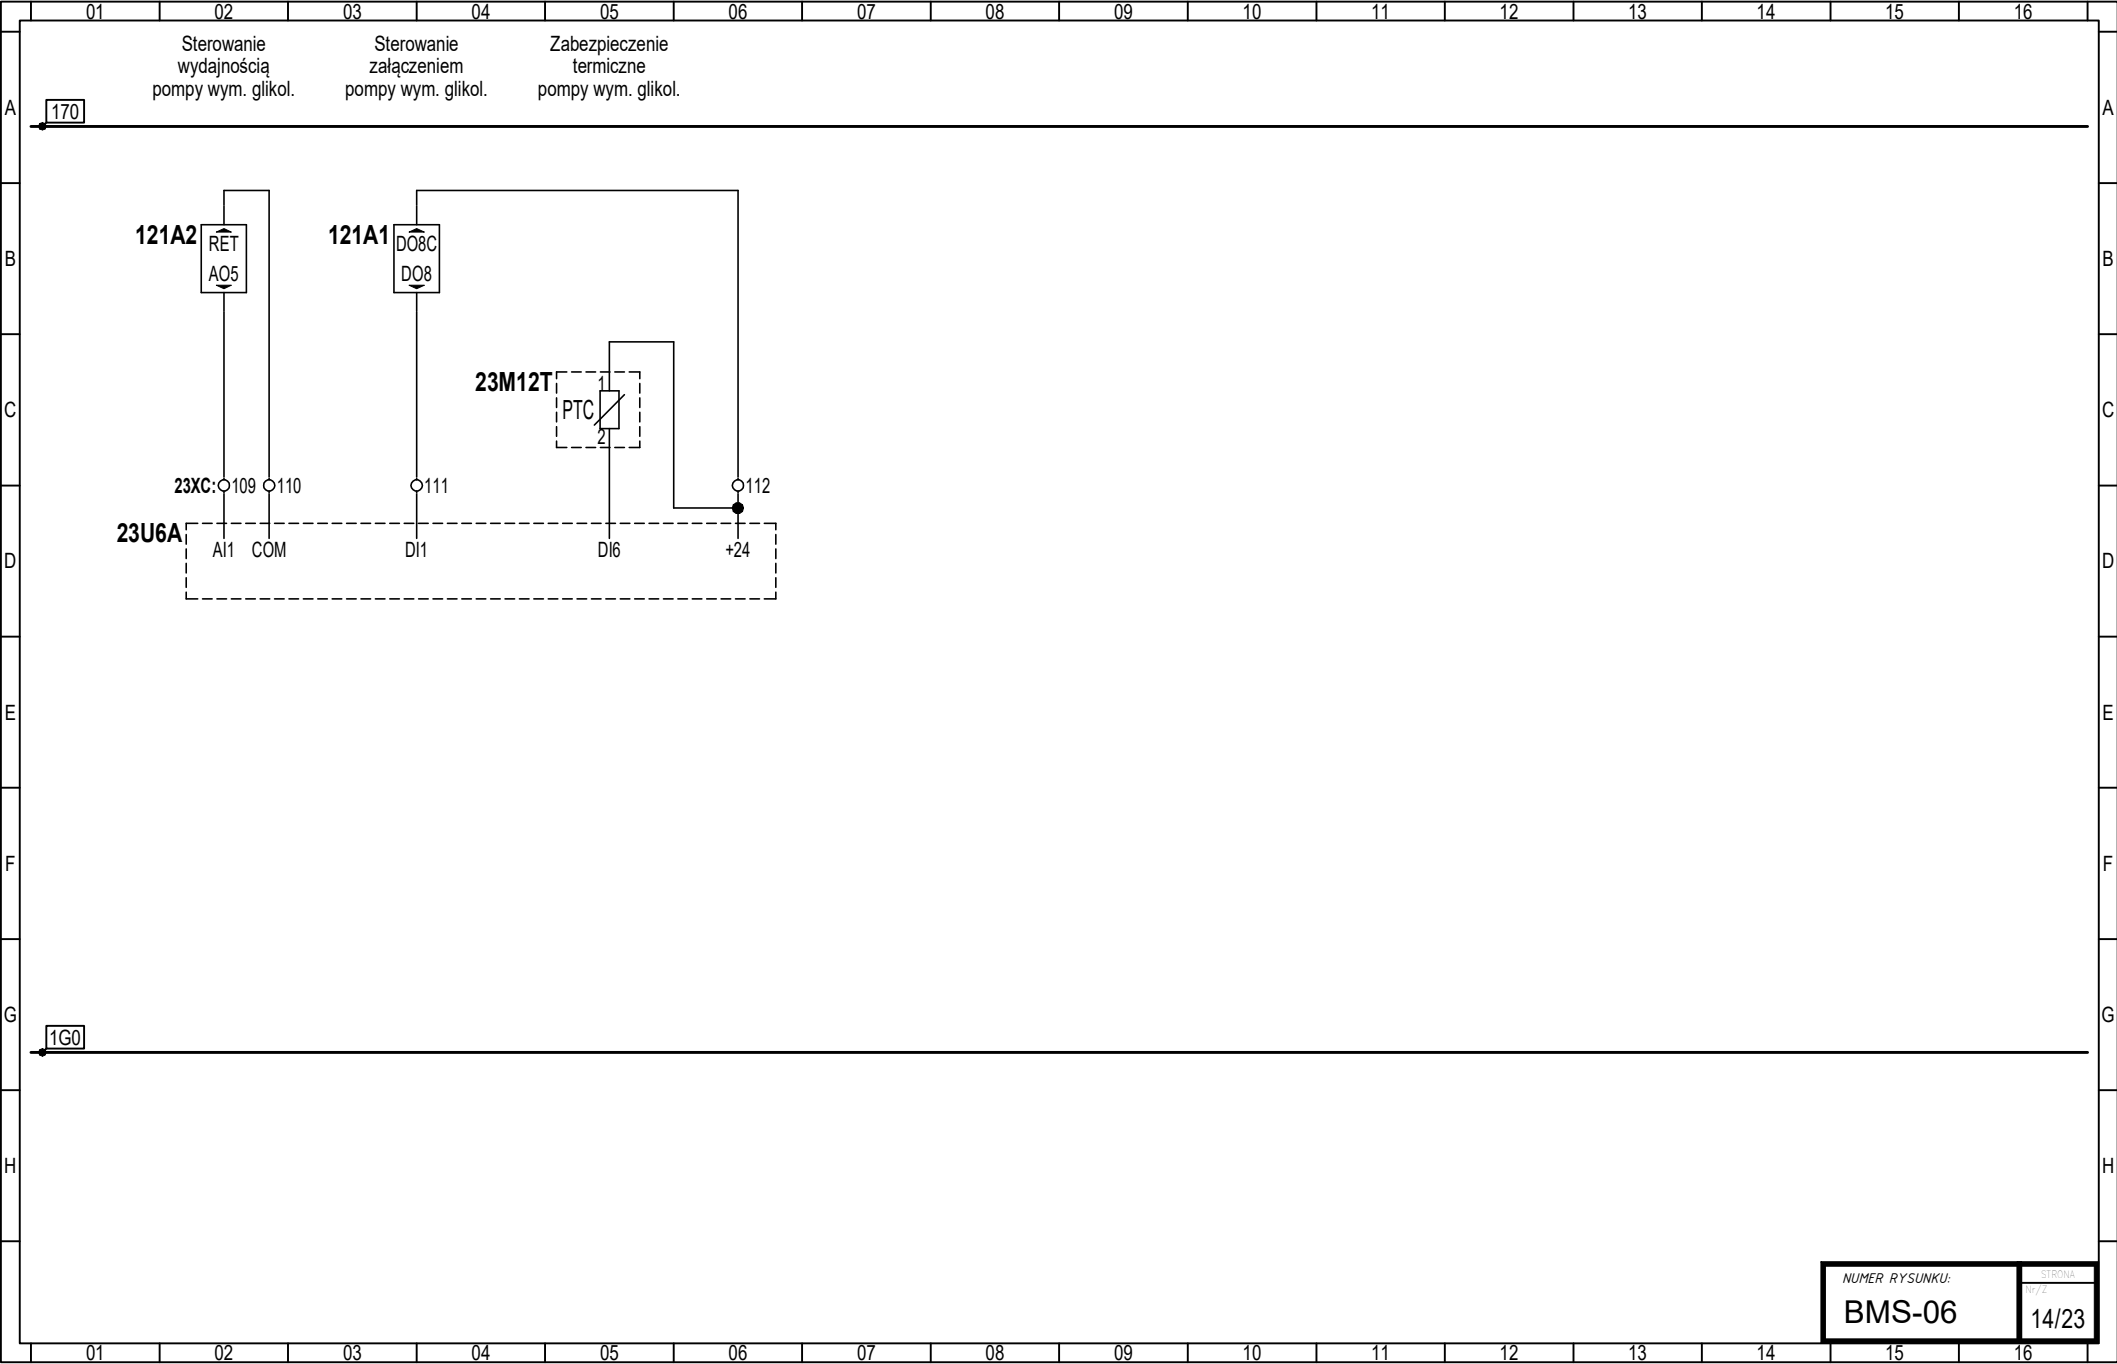 01 02 03 04 05 06 07 08 09 10 11 12 13 14 15 16
Sterowanie
wydajnością
pompy wym. glikol.
Sterowanie
załączeniem
pompy wym. glikol.
Zabezpieczenie
termiczne
pompy wym. glikol.
A A
170
121A2
RET
AO5
121A1
DO8C
DO8
B B
23M12T
1
PTC
2
C C
23XC: 109 110 111 112
23U6A
AI1 COM DI1 DI6 +24
D D
E E
F F
G G
1G0
H H
NUMER RYSUNKU:
BMS-06
STRONA
Nr/Z
14/23
01 02 03 04 05 06 07 08 09 10 11 12 13 14 15 16